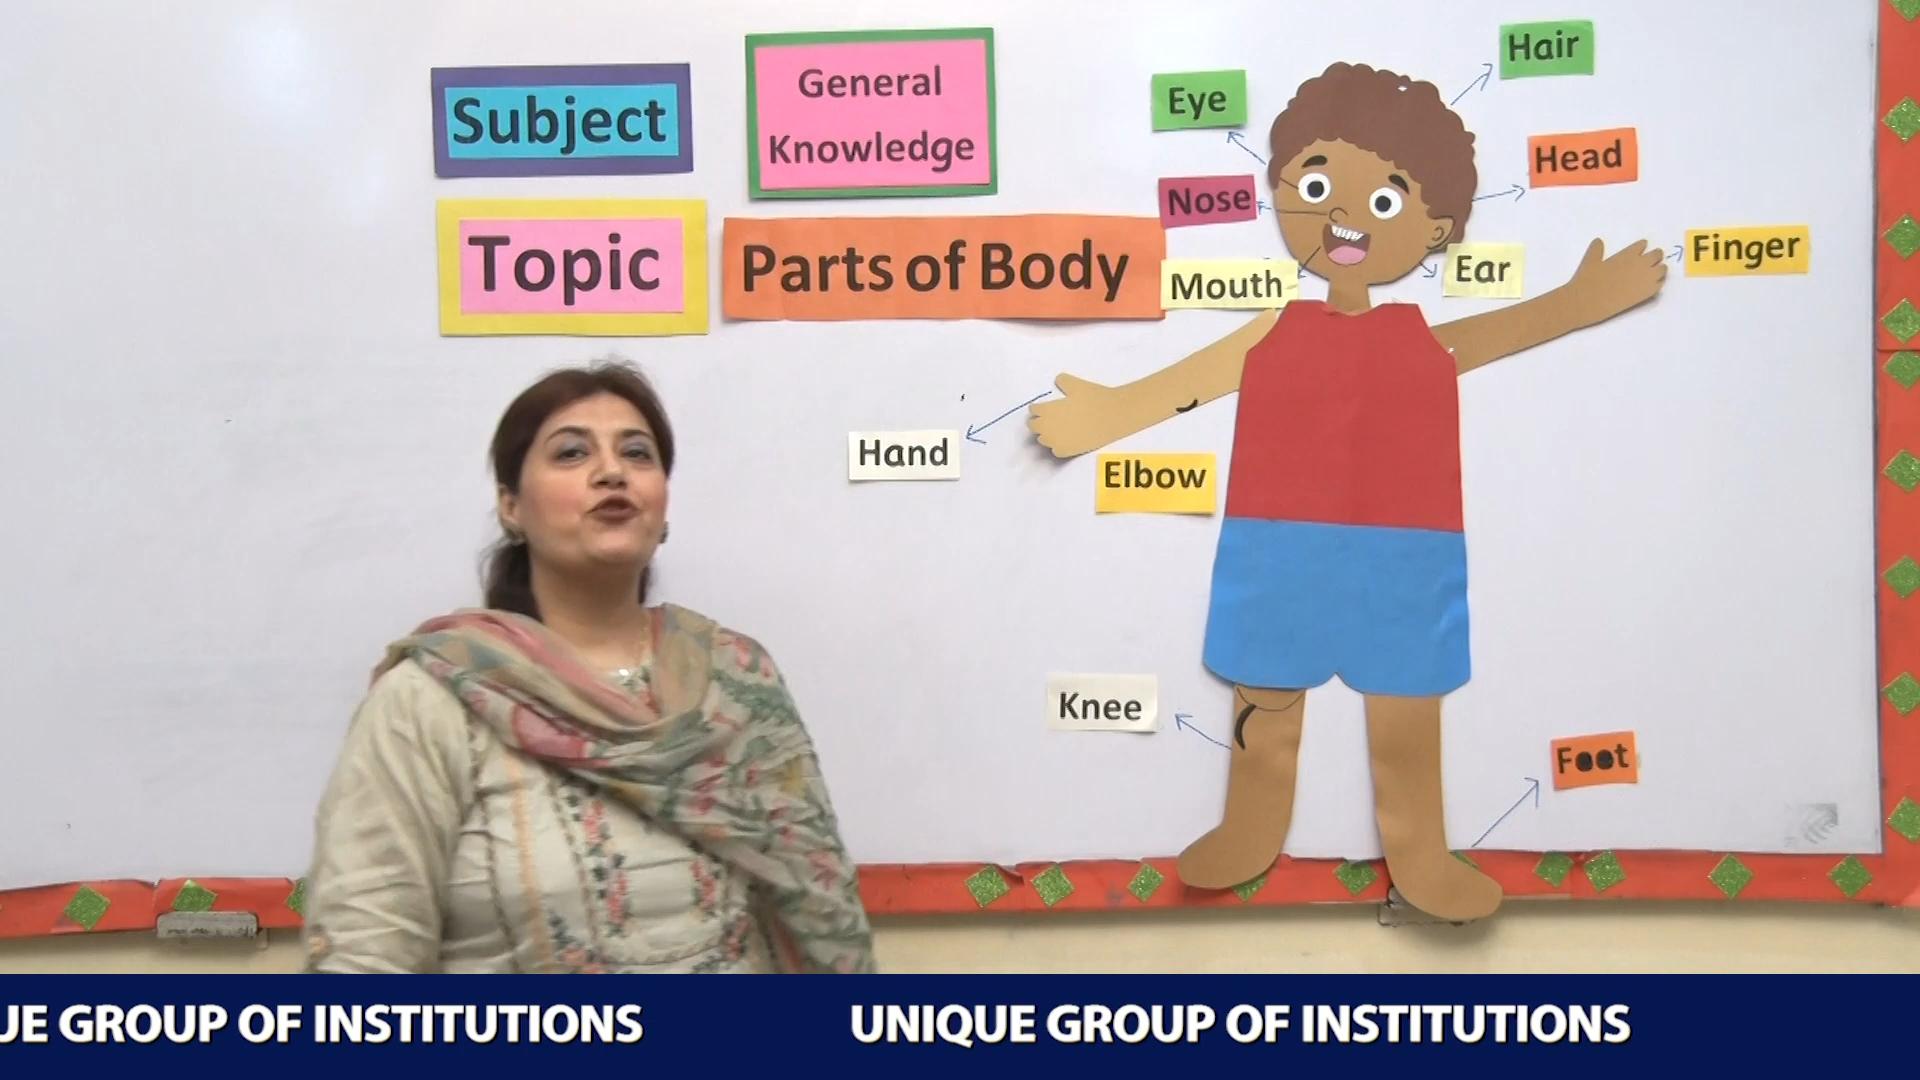 Subject
General
Knowledge
Topic
Parts of Body
Hair
Eye
Head
Nose
Finger
Ear
Mouth
Hand
Elbow
Knee
Foot
UE GROUP OF INSTITUTIONS
UNIQUE GROUP OF INSTITUTIONS